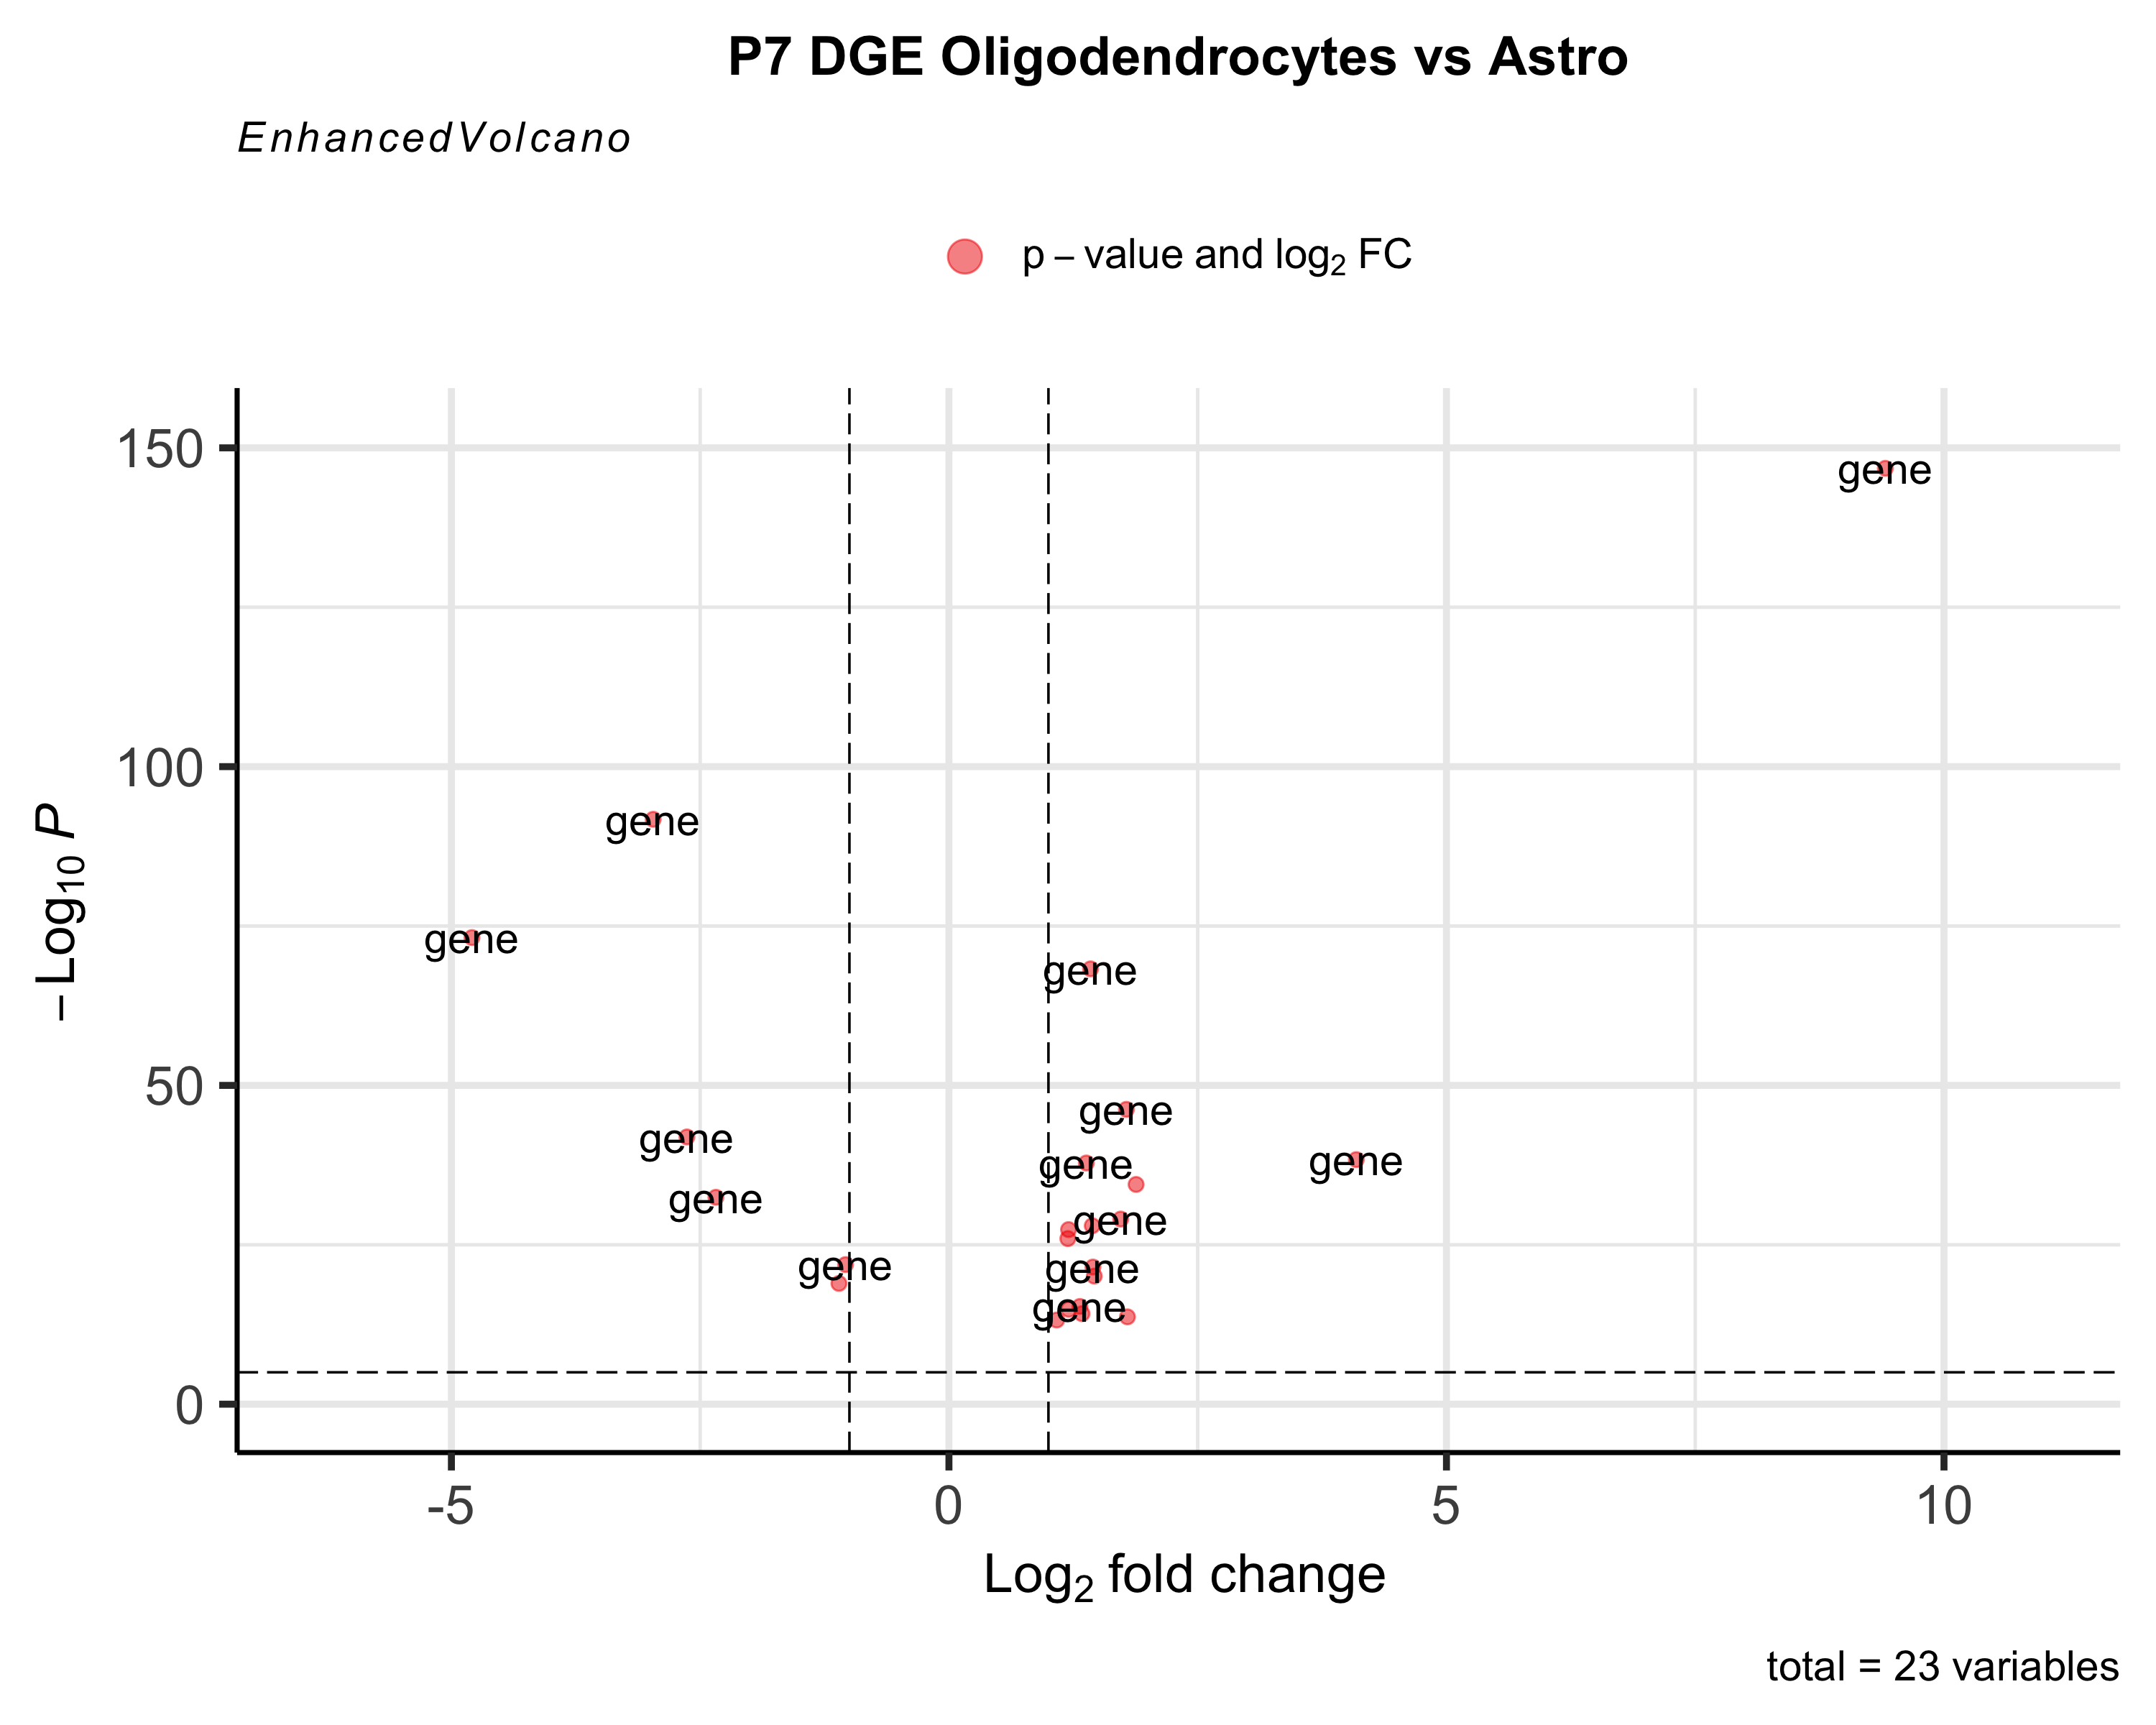 P7 DGE Oligodendrocytes vs Astro
EnhancedVolcano
p – value and log₂ FC
150
gene
100
gene
gene
gene
50
gene
gene
gene
gene
gene
gene
gene
gene
gene
0
-5
0
5
10
– Log₁₀ P
Log₂ fold change
total = 23 variables